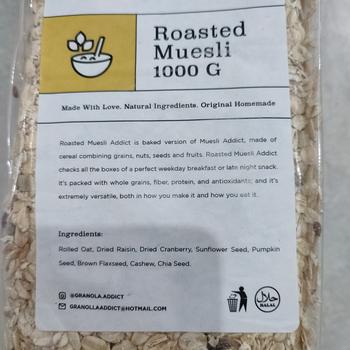 Roasted
Muesli
1000 G
Made With Love. Natural Ingredients. Original Homemade
Roasted Muesli Addict is baked version of Muesli Addict, made of
cereal combining grains, nuts, seeds and fruits. Roasted Muesli Addict
checks all the boxes of a perfect weekday breakfast or late night snack.
It's packed with whole grains, fiber, protein, and antioxidants; and it's
extremely versatile, both in how you make it and how you eat it.
Ingredients:
Rolled Oat, Dried Raisin, Dried Cranberry, Sunflower Seed, Pumpkin
Seed, Brown Flaxseed, Cashew, Chia Seed.
@GRANOLA.ADDICT
GRANOLLAADDICT@HOTMAIL.COM
حلال
HALAL